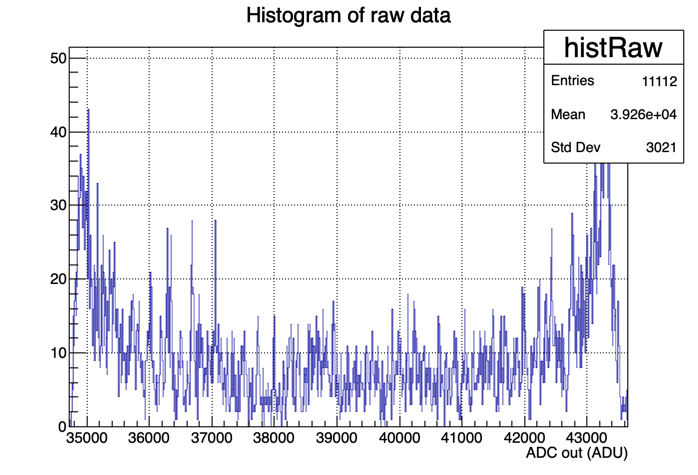 Histogram of raw data
histRaw
Entries 11112
Mean 3.926e+04
Std Dev 3021
50
40
30
20
10
0
35000 36000 37000 38000 39000 40000 41000 42000 43000
ADC out (ADU)